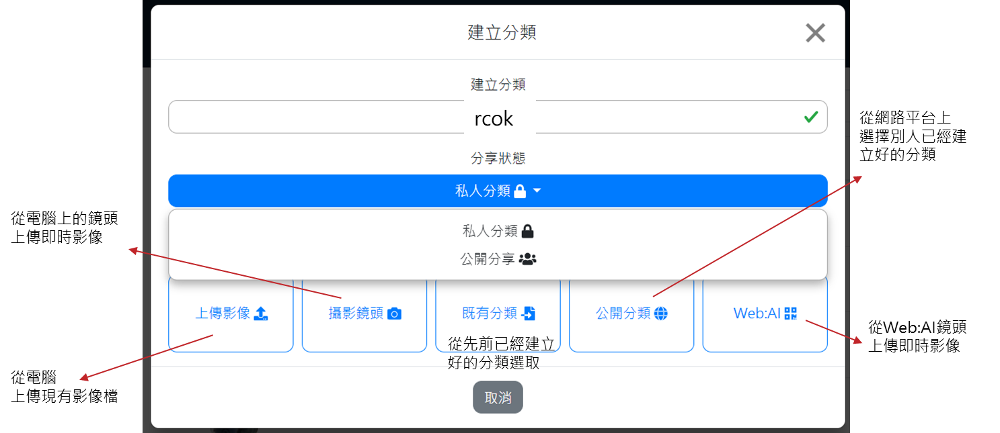 建立分類
建立分類
rcok
分享狀態
私人分類
私人分類
公開分享
上傳影像
攝影鏡頭
既有分類
公開分類
Web:AI
從先前已經建立
好的分類選取
取消
從電腦上的鏡頭
上傳即時影像
從電腦
上傳現有影像檔
從網路平台上
選擇別人已經建
立好的分類
從Web:AI鏡頭
上傳即時影像